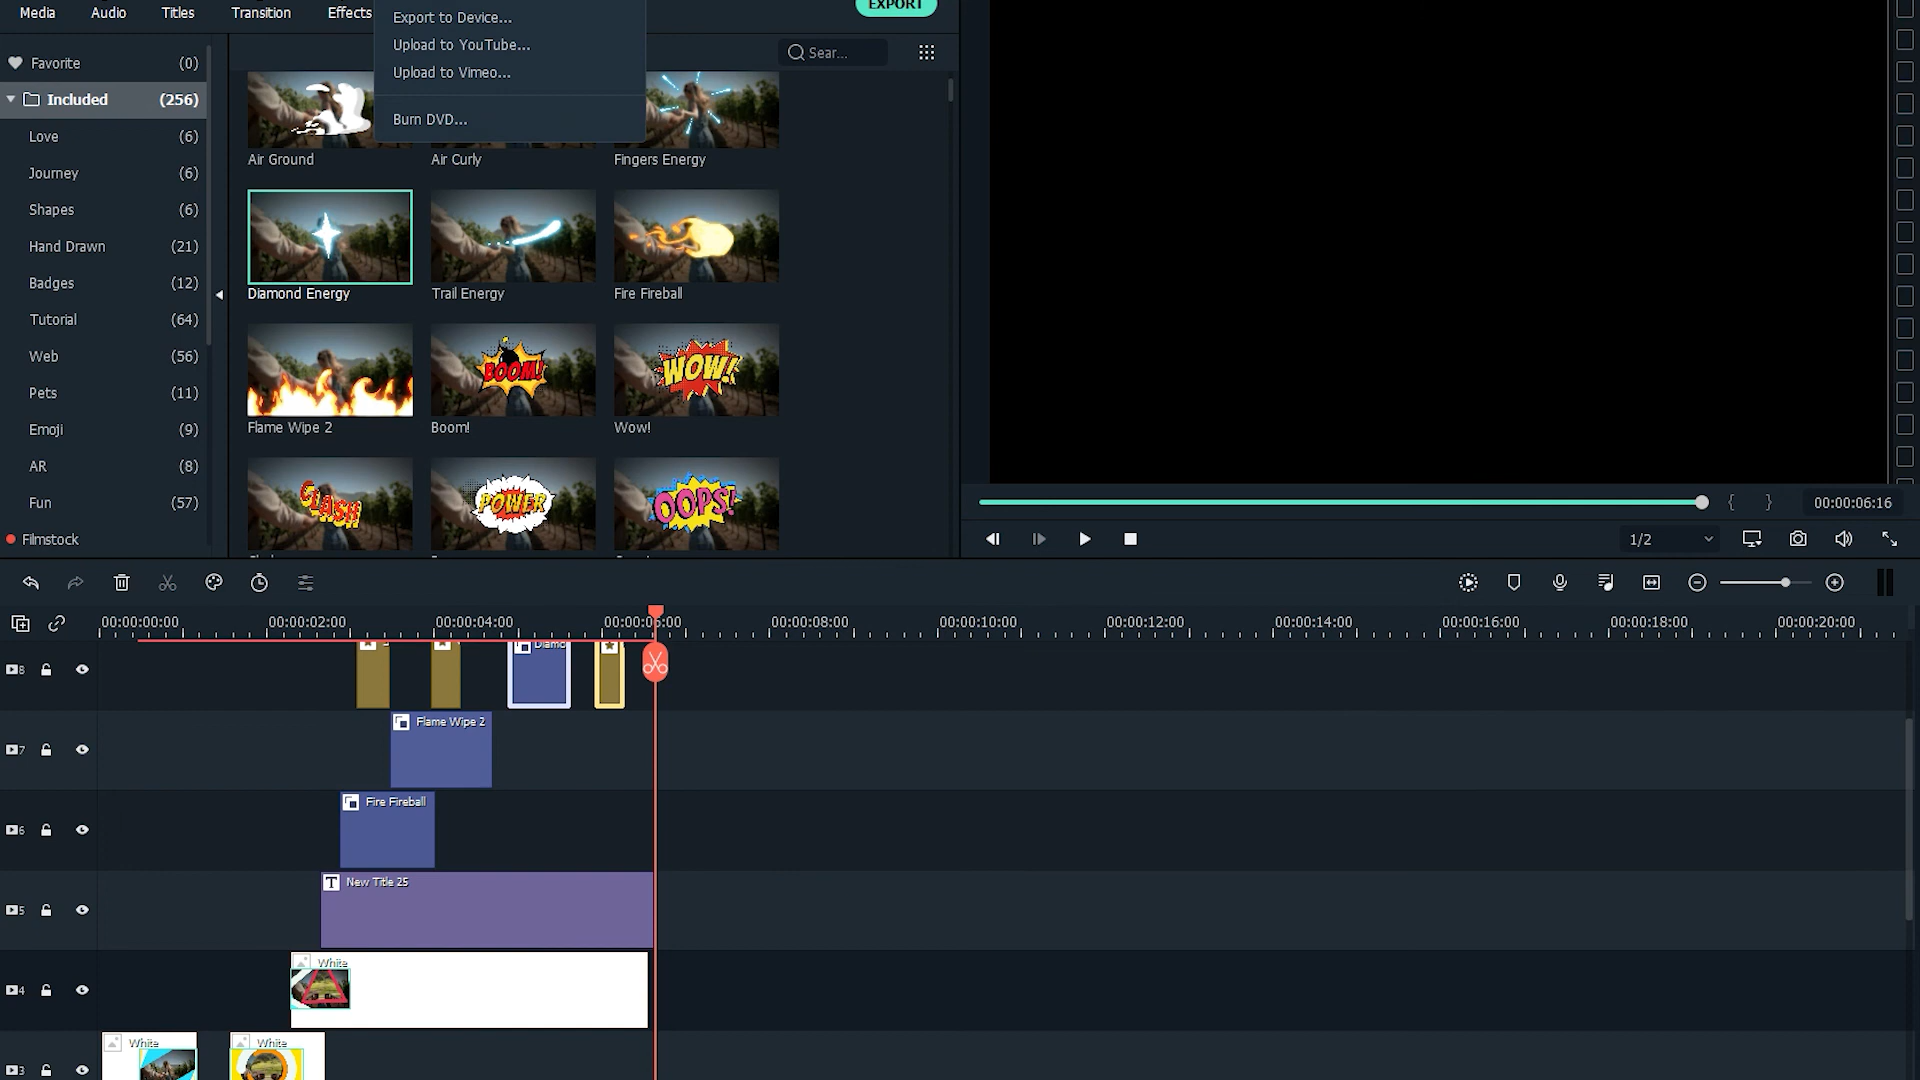 Media Audio Titles Transition Effects
Export to Device...
Upload to YouTube...
Upload to Vimeo...
Burn DVD...
EXPORT
Sear...
Favorite (0)
Included (256)
Love (6)
Journey (6)
Shapes (6)
Hand Drawn (21)
Badges (12)
Tutorial (64)
Web (56)
Pets (11)
Emoji (9)
AR (8)
Fun (57)
Filmstock
Air Ground Air Curly Fingers Energy
Diamond Energy Trail Energy Fire Fireball
BOOM! WOW!
Flame Wipe 2 Boom! Wow!
CLASH POWER OOPS!
{ } 00:00:06:16
1/2
00:00:00:00 00:00:02:00 00:00:04:00 00:00:06:00 00:00:08:00 00:00:10:00 00:00:12:00 00:00:14:00 00:00:16:00 00:00:18:00 00:00:20:00
8
7 Flame Wipe 2
6 Fire Fireball
5 T New Title 25
4 White
3 White White